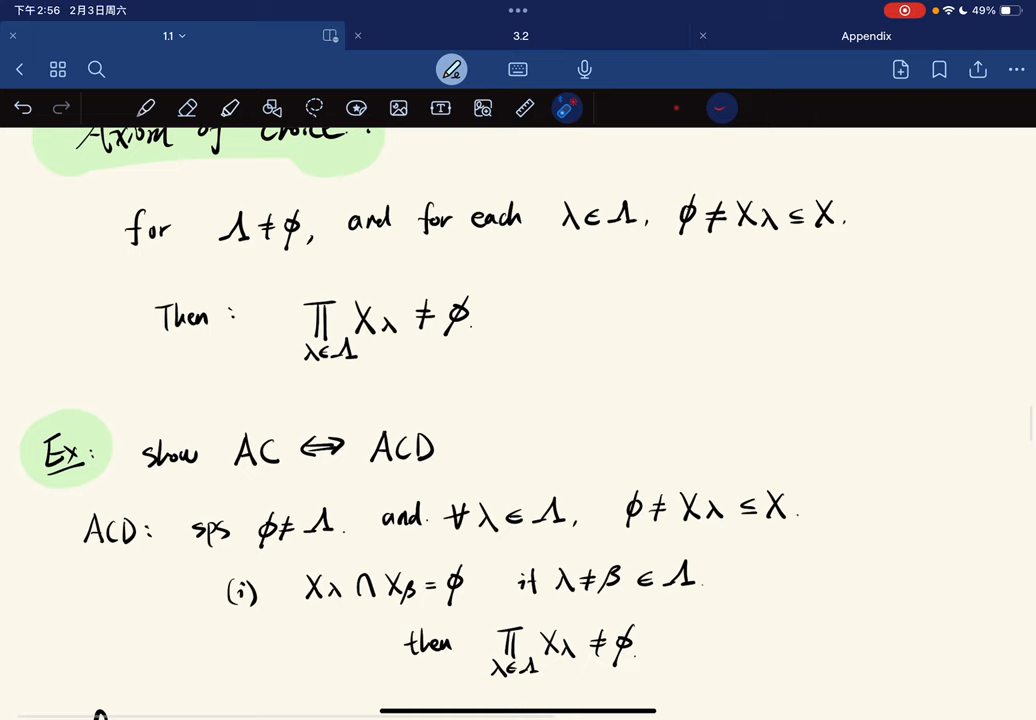 下午2:56 2月3日周六
49%
1.1
3.2
Appendix
Axiom of choice :
for Λ ≠ ϕ, and for each λ ∈ Λ, ϕ ≠ Xλ ⊆ X.
Then : ∏ Xλ ≠ ϕ.
λ∈Λ
Ex: show AC ⟺ ACD
ACD: sps ϕ ≠ Λ. and. ∀ λ ∈ Λ, ϕ ≠ Xλ ⊆ X.
(i) Xλ ∩ Xβ = ϕ if λ ≠ β ∈ Λ.
then ∏ Xλ ≠ ϕ.
λ∈Λ